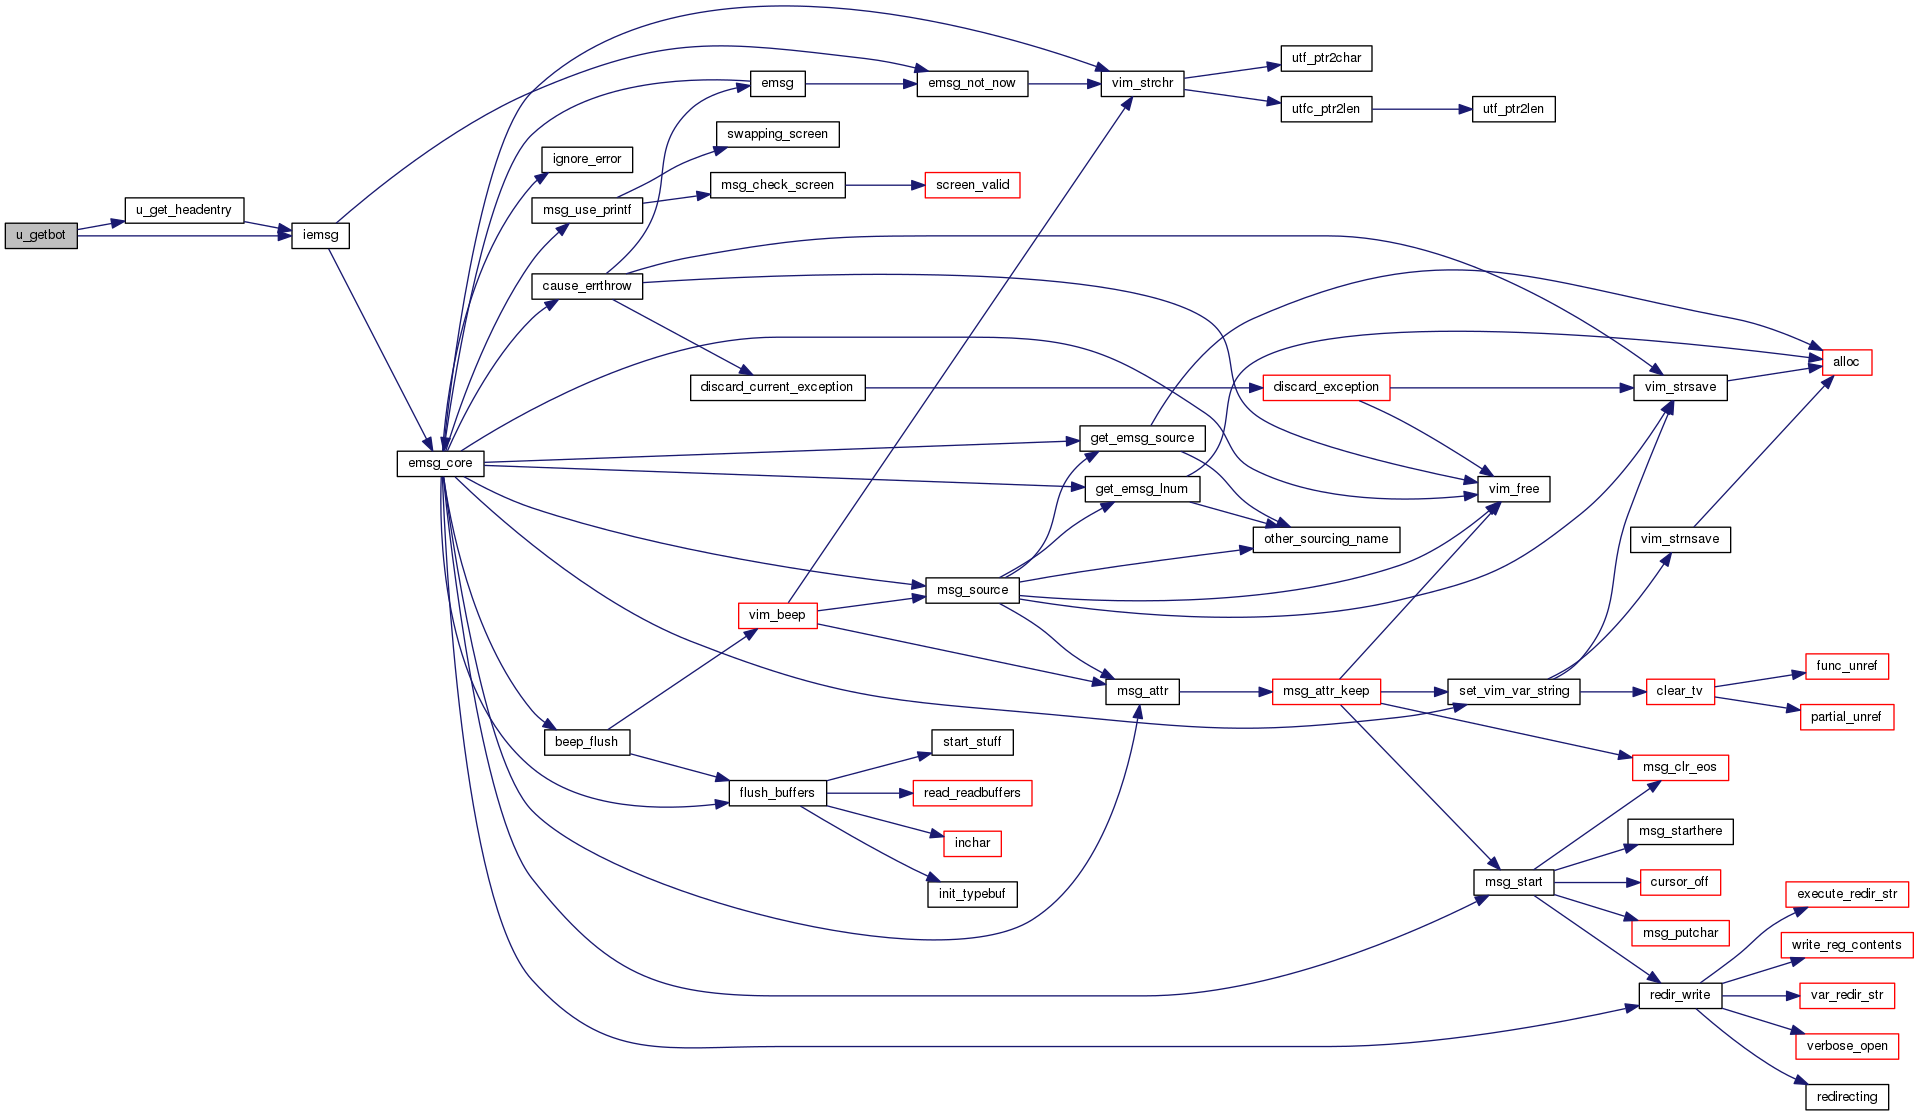 u_getbot
u_get_headentry
iemsg
emsg_core
ignore_error
msg_use_printf
cause_errthrow
beep_flush
emsg
swapping_screen
msg_check_screen
discard_current_exception
vim_beep
flush_buffers
emsg_not_now
screen_valid
msg_source
start_stuff
read_readbuffers
inchar
init_typebuf
vim_strchr
get_emsg_source
get_emsg_lnum
msg_attr
utf_ptr2char
utfc_ptr2len
discard_exception
other_sourcing_name
msg_attr_keep
utf_ptr2len
vim_free
set_vim_var_string
msg_start
vim_strsave
vim_strnsave
clear_tv
msg_clr_eos
msg_starthere
cursor_off
msg_putchar
redir_write
alloc
func_unref
partial_unref
execute_redir_str
write_reg_contents
var_redir_str
verbose_open
redirecting